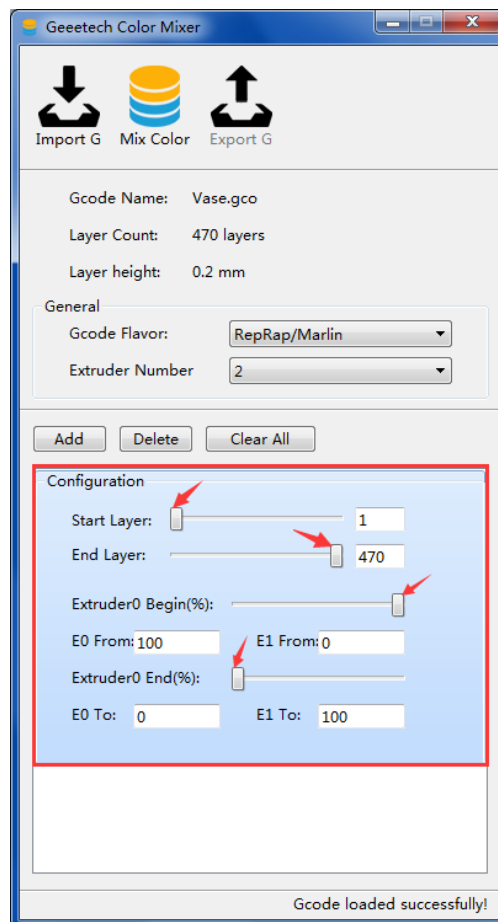 Geeetech Color Mixer
Import G Mix Color Export G
Gcode Name: Vase.gco
Layer Count: 470 layers
Layer height: 0.2 mm
General
Gcode Flavor: RepRap/Marlin
Extruder Number 2
Add Delete Clear All
Configuration
Start Layer: 1
End Layer: 470
Extruder0 Begin(%):
E0 From: 100 E1 From: 0
Extruder0 End(%):
E0 To: 0 E1 To: 100
Gcode loaded successfully!